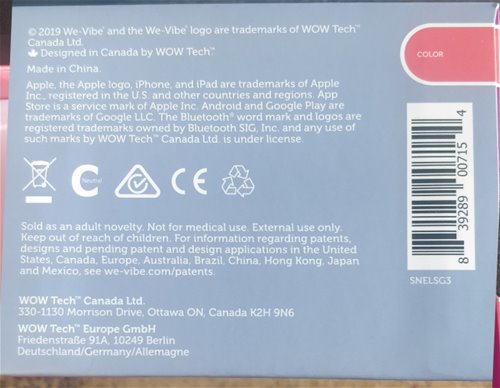 © 2019 We-Vibe® and the We-Vibe logo are trademarks of WOW Tech™
Canada Ltd.
Designed in Canada by WOW Tech™
Made in China.
Apple, the Apple logo, iPhone, and iPad are trademarks of Apple
Inc., registered in the U.S. and other countries and regions. App
Store is a service mark of Apple Inc. Android and Google Play are
trademarks of Google LLC. The Bluetooth® word mark and logos are
registered trademarks owned by Bluetooth SIG, Inc. and any use of
such marks by WOW Tech™ Canada Ltd. is under license.
COLOR
C Neutral CE
Sold as an adult novelty. Not for medical use. External use only.
Keep out of reach of children. For information regarding patents,
designs and pending patent and design applications in the United
States, Canada, Europe, Australia, Brazil, China, Hong Kong, Japan
and Mexico, see we-vibe.com/patents.
WOW Tech™ Canada Ltd.
330-1130 Morrison Drive, Ottawa ON, Canada K2H 9N6
WOW Tech™ Europe GmbH
Friedenstraße 91A, 10249 Berlin
Deutschland/Germany/Allemagne
8 39289 00715 4
SNELSG3